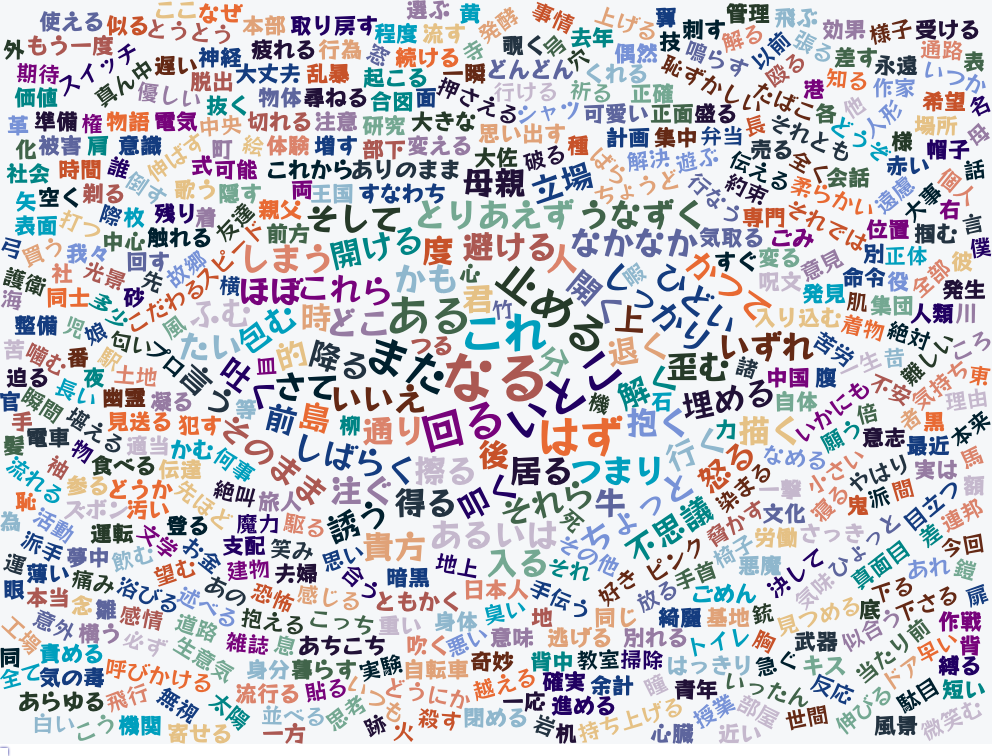 使える 似る とうとう ここ なぜ 本部 取り戻す 程度 選ぶ 流す 黄 発酵 事情 上げる 翼 刺す 管理 飛ぶ 効果 様子 受ける
外 もう一度 スイッチ 遅い 神経 疲れる 行為 窓 続ける 寺 覗く 島 去年 穴 偶然 技 鳴らす 解る 以前 張る 差す 永遠 通路 表
期待 真ん中 脱出 大丈夫 乱暴 起こる 一瞬 どんどん くれる 恥ずかしい 殴る 港 知る 作家 いつか 希望 名
価値 優しい 抜く 物体 尋ねる 合図 面 押さえる 行ける 祈る 正確 たばこ 各 他 人形 場所 母
革 準備 権 物語 電気 中央 切れる 注意 研究 大きな シャツ 可愛い 正面 盛る 長 それとも どうぞ 様 帽子
化 被害 肩 意識 伸ばす 町 絵 体験 増す 部下 変える 思い出す 種 計画 集中 弁当 売る 全く 会話 赤い
社会 時間 誰 倒す 式 可能 これから ありのまま 大佐 破る はっ 解決 遊ぶ 伝える 柔らかい 遠慮 大事 個人 話
矢 空く 剃る 歌う 隠す 両 王国 すなわち 母親 立場 ちょうど 行なう 約束 それでは 右 言
表面 打つ 際 枚 残り 着 友達 親父 前方 そして とりあえず うなずく 専門 位置 掴む 僕
弓 買う 我々 中心 回す 触れる スピード しまう 開ける 度 避ける 人 なかなか 気取る すぐ ごみ 変る 別 正体 彼
護衛 社 光景 先 故郷 横 ほぼ これら かも 心 止める 開く 暇 とっ ひどい かつて 呪文 意見 命令 役 全部 発生
海 同士 多少 砂 こだわる ふむ 時 どこ ある 君 竹 くっ 上 かり 入り込む 発見 肌 集団 人類 川
整備 児 娘 匂い 風 包む たい これ 退く いずれ 着物 絶対 ころ
苦 噛む 番 駅 プロ 言う 吐く 目 的 降る また つる 分 歪む 諸 苦労 一生 昔 難しい
迫る 長い 夜 土地 さて いいえ なる とこ 機 解く 石 埋める 中国 腹 自体 不安 気持ち 東
官 瞬間 幽霊 凝る 等 前 島 柳 通り 回る いと はず 抱く 力 描く いかにも 倍 者 黒 理由
手 髪 電車 堪える 見送る 犯す そのまま しばらく 後 行く 願う 意志 最近 本来
袖 物 食べる 適当 かむ 何事 擦る 居る つまり 怒る なめる 小さい やはり 実は 馬
流れる 参る どうか 伝達 先ほど 絶叫 旅人 注ぐ 得る 叩く それら 牛 ちょっと 染まる 一撃 寝る 鬼 派 間 目立つ 額
恥 ズボン 汚い 魔力 駆る 誘う 死 不思議 脅かす 文化 連邦
為 活動 運転 文学 登る 支配 笑み 思い 貴方 あるいは その他 ピンク 椅子 労働 さっき ひょっと 差 今回
運 派手 夢中 飲む お金 望む 建物 夫婦 合う 暗黒 地上 入る それ 好き 手首 悪魔 決して 真面目 あれ 鎧
眼 薄い 痛み 浴びる 述べる あの 恐怖 感じる ともかく 日本人 手伝う 放る ごめん 気味 下る 下さる 扉
本当 念 雛 感情 道路 抱える こっち 重い 身体 臭い 地 同じ 綺麗 基地 銃 見つめる 底 作戦
工場 意外 構う 必ず 生意気 雑誌 息 あちこち 吹く 悪い 意味 逃げる 別れる トイレ 胸 武器 似合う 当たり前 早い 背
同 全て 責める 気の毒 呼びかける 身分 暮らす 実験 自転車 奇妙 背中 教室 掃除 はっきり 急ぐ キス ドア 縛る
あらゆる 飛行 無視 太陽 流行る 貼る いつも どうにか 越える 一応 確実 余計 進める 瞳 青年 いったん 反応 伸びる 駄目 短い
白い こう 機関 寄せる 一方 並べる 思考 跡 火 殺す 閉める 岩 机 持ち上げる 心臓 授業 部屋 近い 世間 風景 微笑む